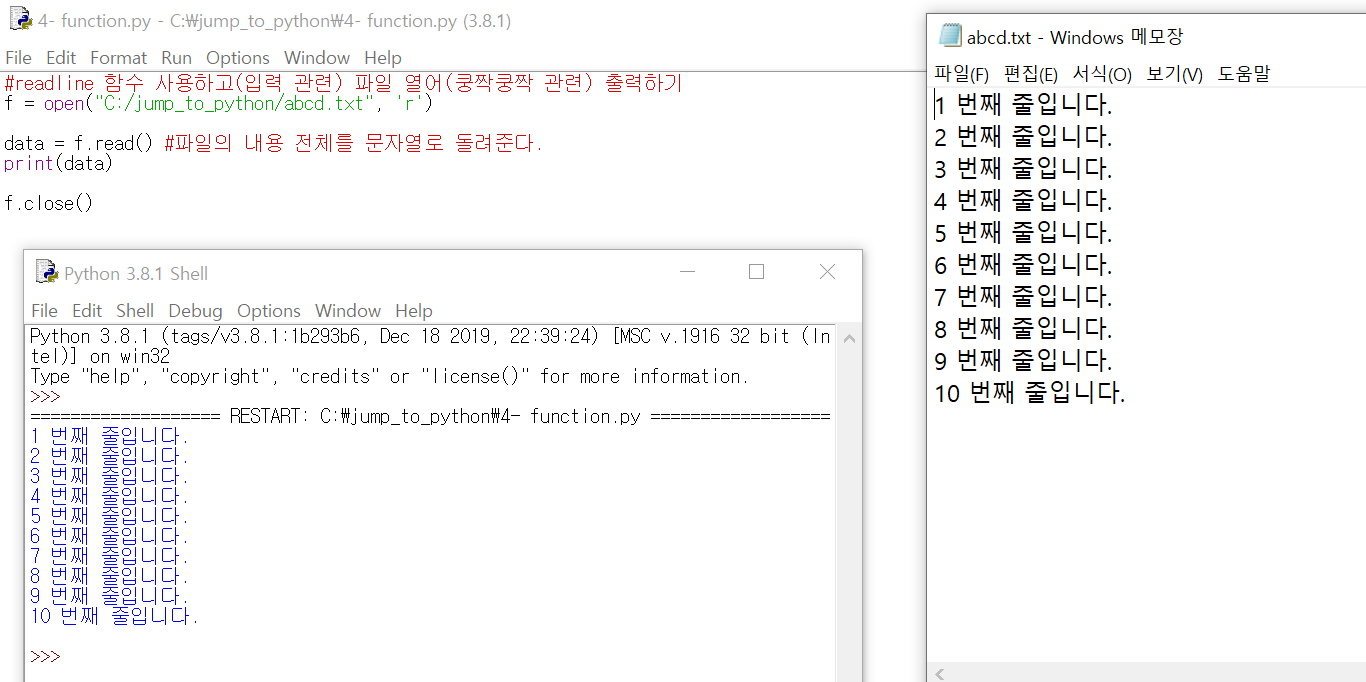 4- function.py - C:₩jump_to_python₩4- function.py (3.8.1)
File Edit Format Run Options Window Help
#readline 함수 사용하고(입력 관련) 파일 열어(쿵짝쿵짝 관련) 출력하기
f = open("C:/jump_to_python/abcd.txt", 'r')
data = f.read() #파일의 내용 전체를 문자열로 돌려준다.
print(data)
f.close()
Python 3.8.1 Shell
File Edit Shell Debug Options Window Help
Python 3.8.1 (tags/v3.8.1:1b293b6, Dec 18 2019, 22:39:24) [MSC v.1916 32 bit (In
tel)] on win32
Type "help", "copyright", "credits" or "license()" for more information.
>>>
=================== RESTART: C:₩jump_to_python₩4- function.py ==================
1 번째 줄입니다.
2 번째 줄입니다.
3 번째 줄입니다.
4 번째 줄입니다.
5 번째 줄입니다.
6 번째 줄입니다.
7 번째 줄입니다.
8 번째 줄입니다.
9 번째 줄입니다.
10 번째 줄입니다.
>>>
abcd.txt - Windows 메모장
파일(F) 편집(E) 서식(O) 보기(V) 도움말
1 번째 줄입니다.
2 번째 줄입니다.
3 번째 줄입니다.
4 번째 줄입니다.
5 번째 줄입니다.
6 번째 줄입니다.
7 번째 줄입니다.
8 번째 줄입니다.
9 번째 줄입니다.
10 번째 줄입니다.